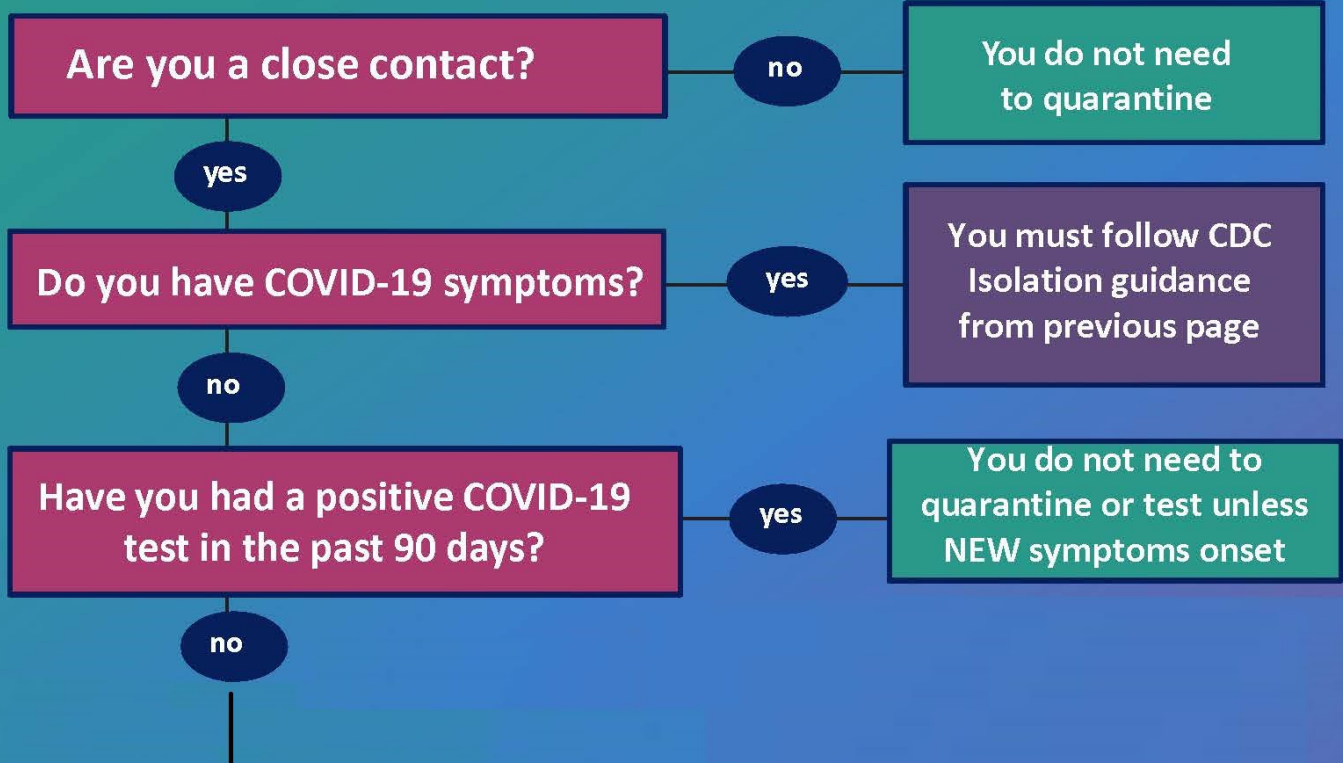 Are you a close contact?
no
You do not need
to quarantine
yes
Do you have COVID-19 symptoms?
yes
You must follow CDC
Isolation guidance
from previous page
no
Have you had a positive COVID-19
test in the past 90 days?
yes
You do not need to
quarantine or test unless
NEW symptoms onset
no